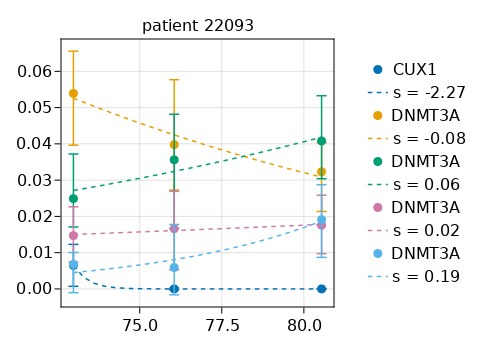 patient 22093
0.06
0.05
0.04
0.03
0.02
0.01
0.00
75.0 77.5 80.0
CUX1
s = -2.27
DNMT3A
s = -0.08
DNMT3A
s = 0.06
DNMT3A
s = 0.02
DNMT3A
s = 0.19